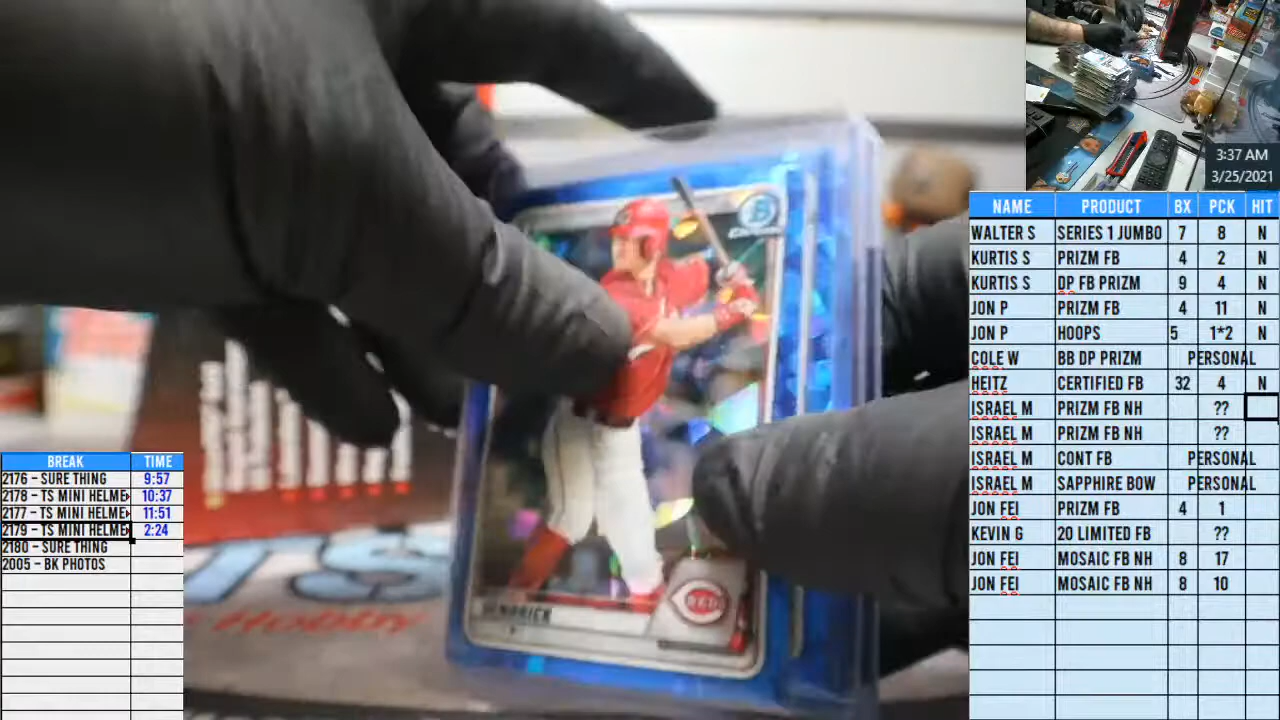 3:37 AM
3/25/2021
NAME PRODUCT BX PCK HIT
WALTER S SERIES 1 JUMBO 7 8 N
KURTIS S PRIZM FB 4 2 N
KURTIS S DP FB PRIZM 9 4 N
JON P PRIZM FB 4 11 N
JON P HOOPS 5 1*2 N
COLE W BB DP PRIZM PERSONAL
HEITZ CERTIFIED FB 32 4 N
ISRAEL M PRIZM FB NH ??
ISRAEL M PRIZM FB NH ??
ISRAEL M CONT FB PERSONAL
ISRAEL M SAPPHIRE BOW PERSONAL
JON FEI PRIZM FB 4 1
KEVIN G 20 LIMITED FB ??
JON FEI MOSAIC FB NH 8 17
JON FEI MOSAIC FB NH 8 10
BREAK TIME
2176 - SURE THING 9:57
2178 - TS MINI HELME 10:37
2177 - TS MINI HELME 11:51
2179 - TS MINI HELME 2:24
2180 - SURE THING
2005 - BK PHOTOS
B
REDS
HENDRICK
Hobby